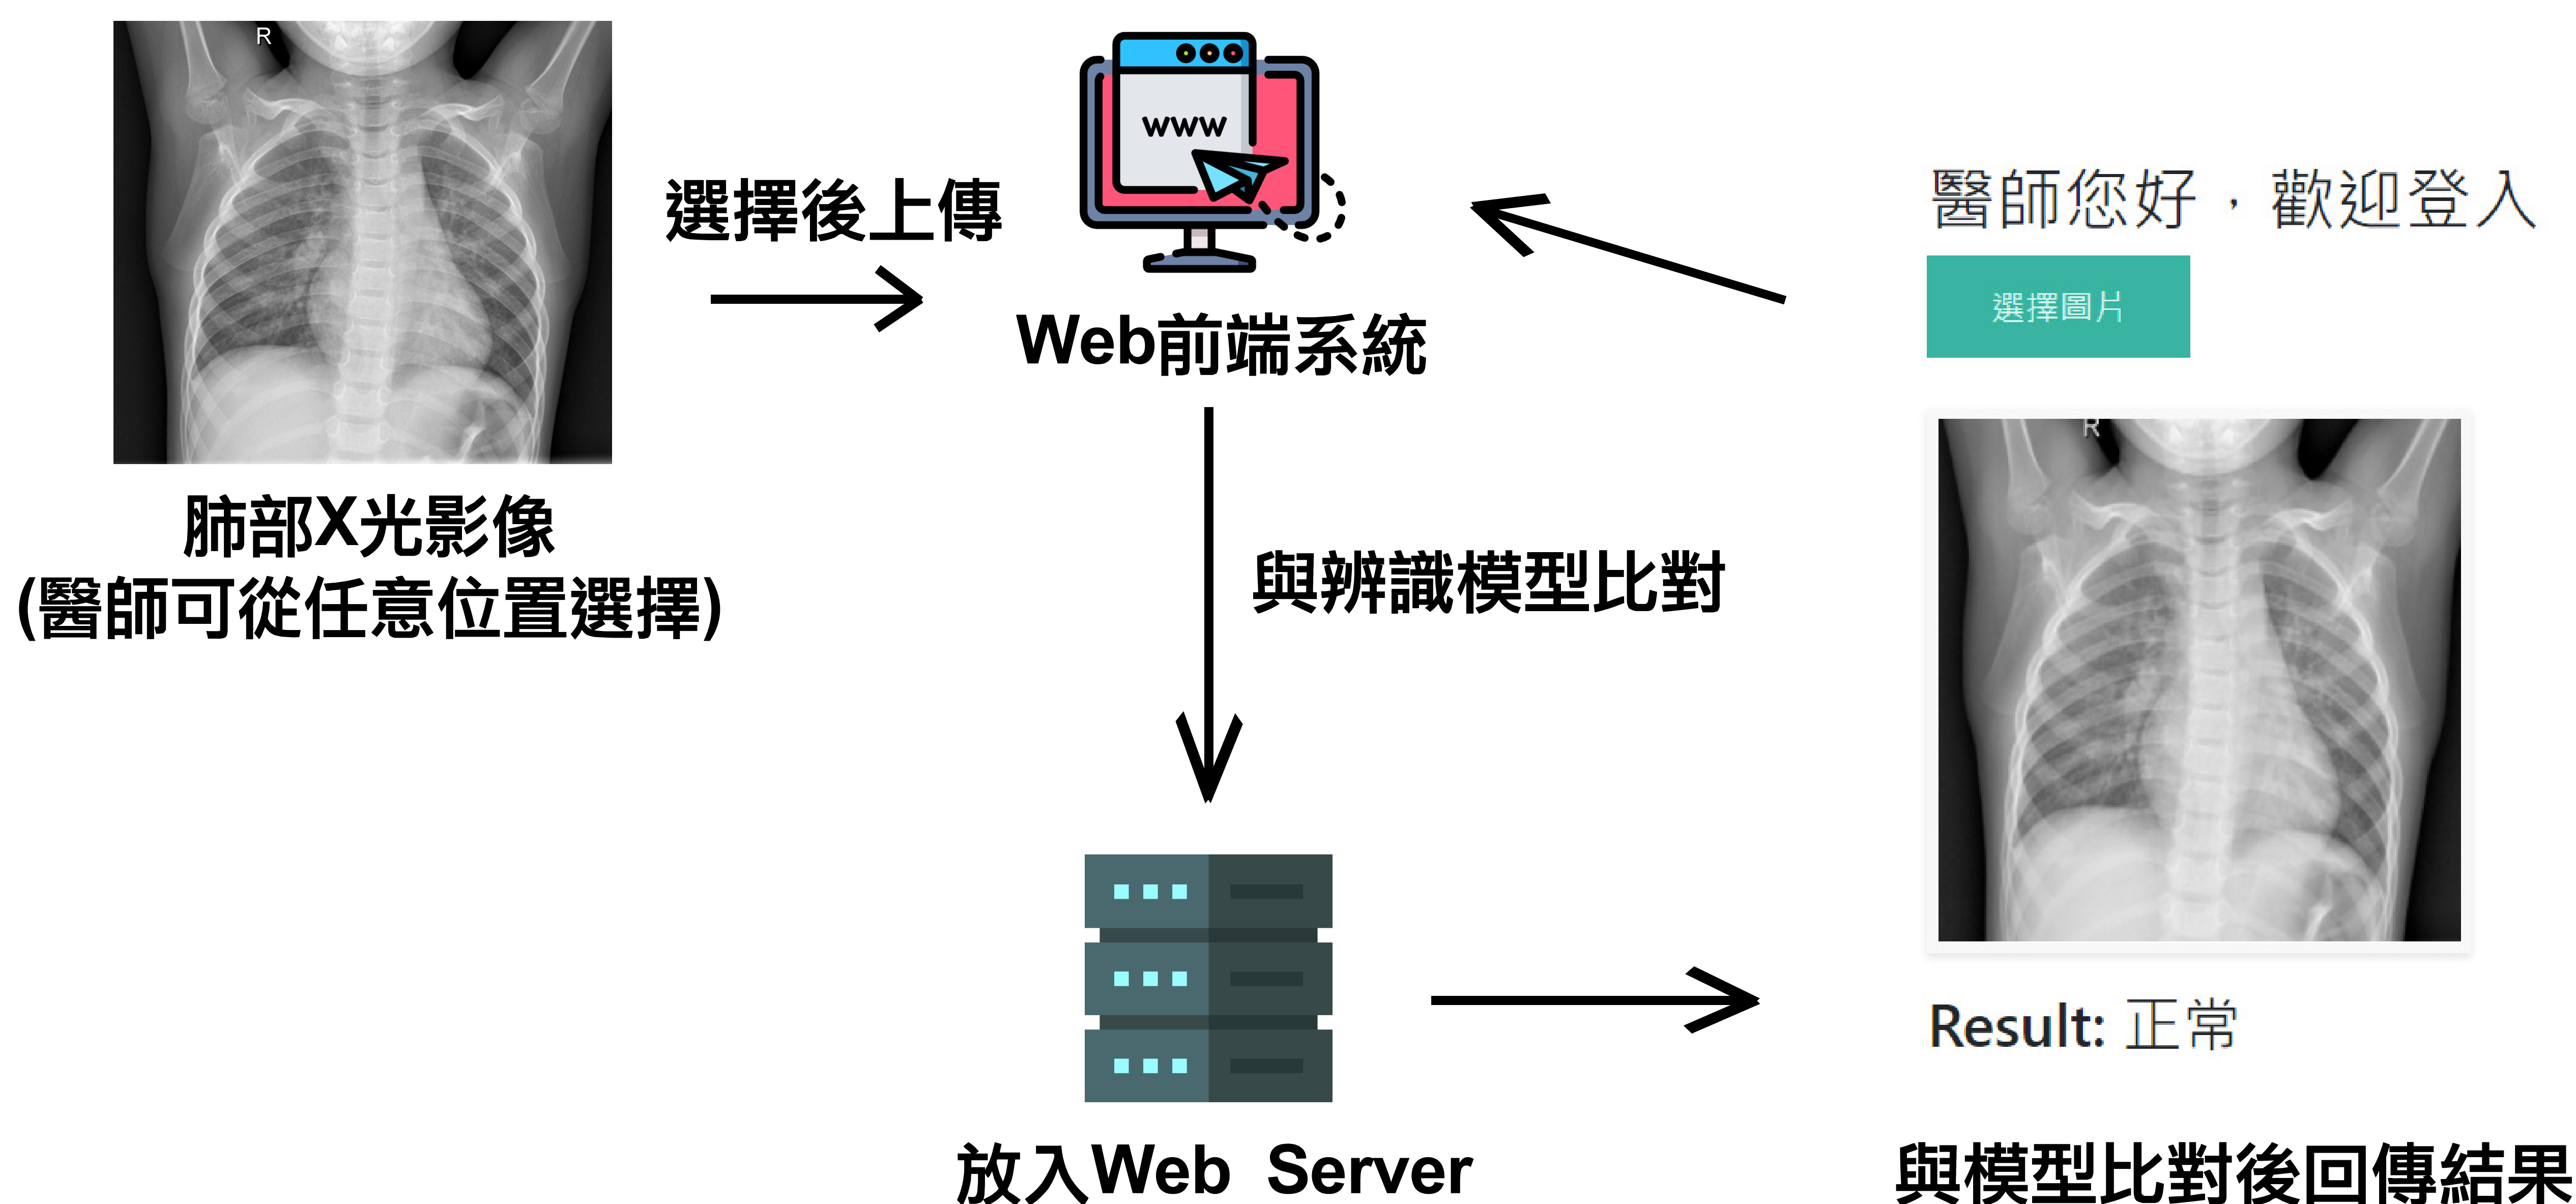 R
肺部X光影像
(醫師可從任意位置選擇)
選擇後上傳
www
Web前端系統
與辨識模型比對
放入Web Server
醫師您好，歡迎登入
選擇圖片
R
Result: 正常
與模型比對後回傳結果